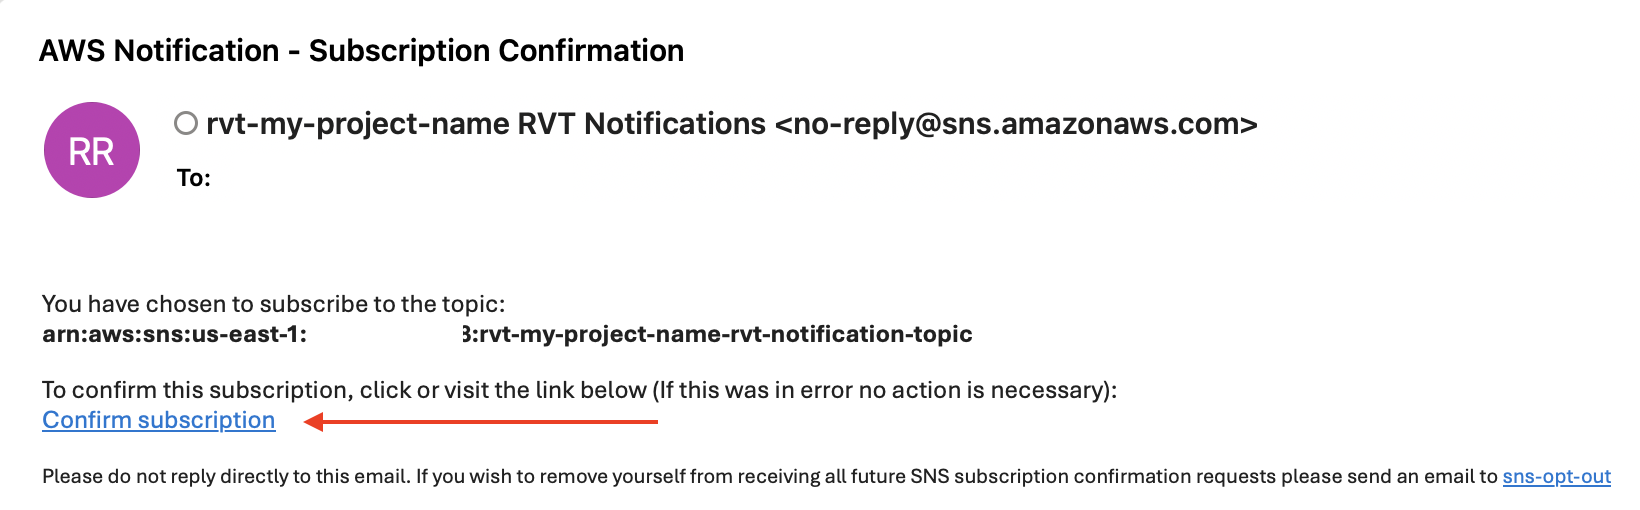 AWS Notification - Subscription Confirmation
RR
rvt-my-project-name RVT Notifications <no-reply@sns.amazonaws.com>
To:
You have chosen to subscribe to the topic:
arn:aws:sns:us-east-1: 3:rvt-my-project-name-rvt-notification-topic
To confirm this subscription, click or visit the link below (If this was in error no action is necessary):
Confirm subscription
Please do not reply directly to this email. If you wish to remove yourself from receiving all future SNS subscription confirmation requests please send an email to sns-opt-out